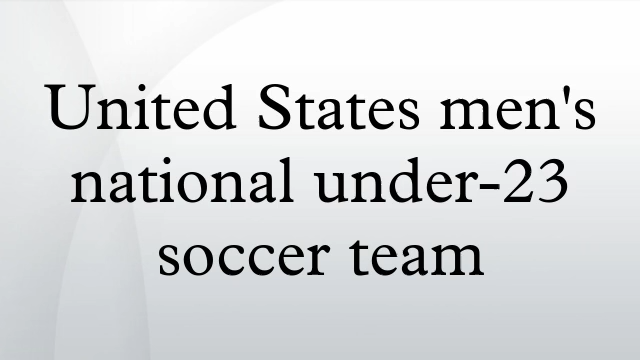 United States men's
national under-23
soccer team